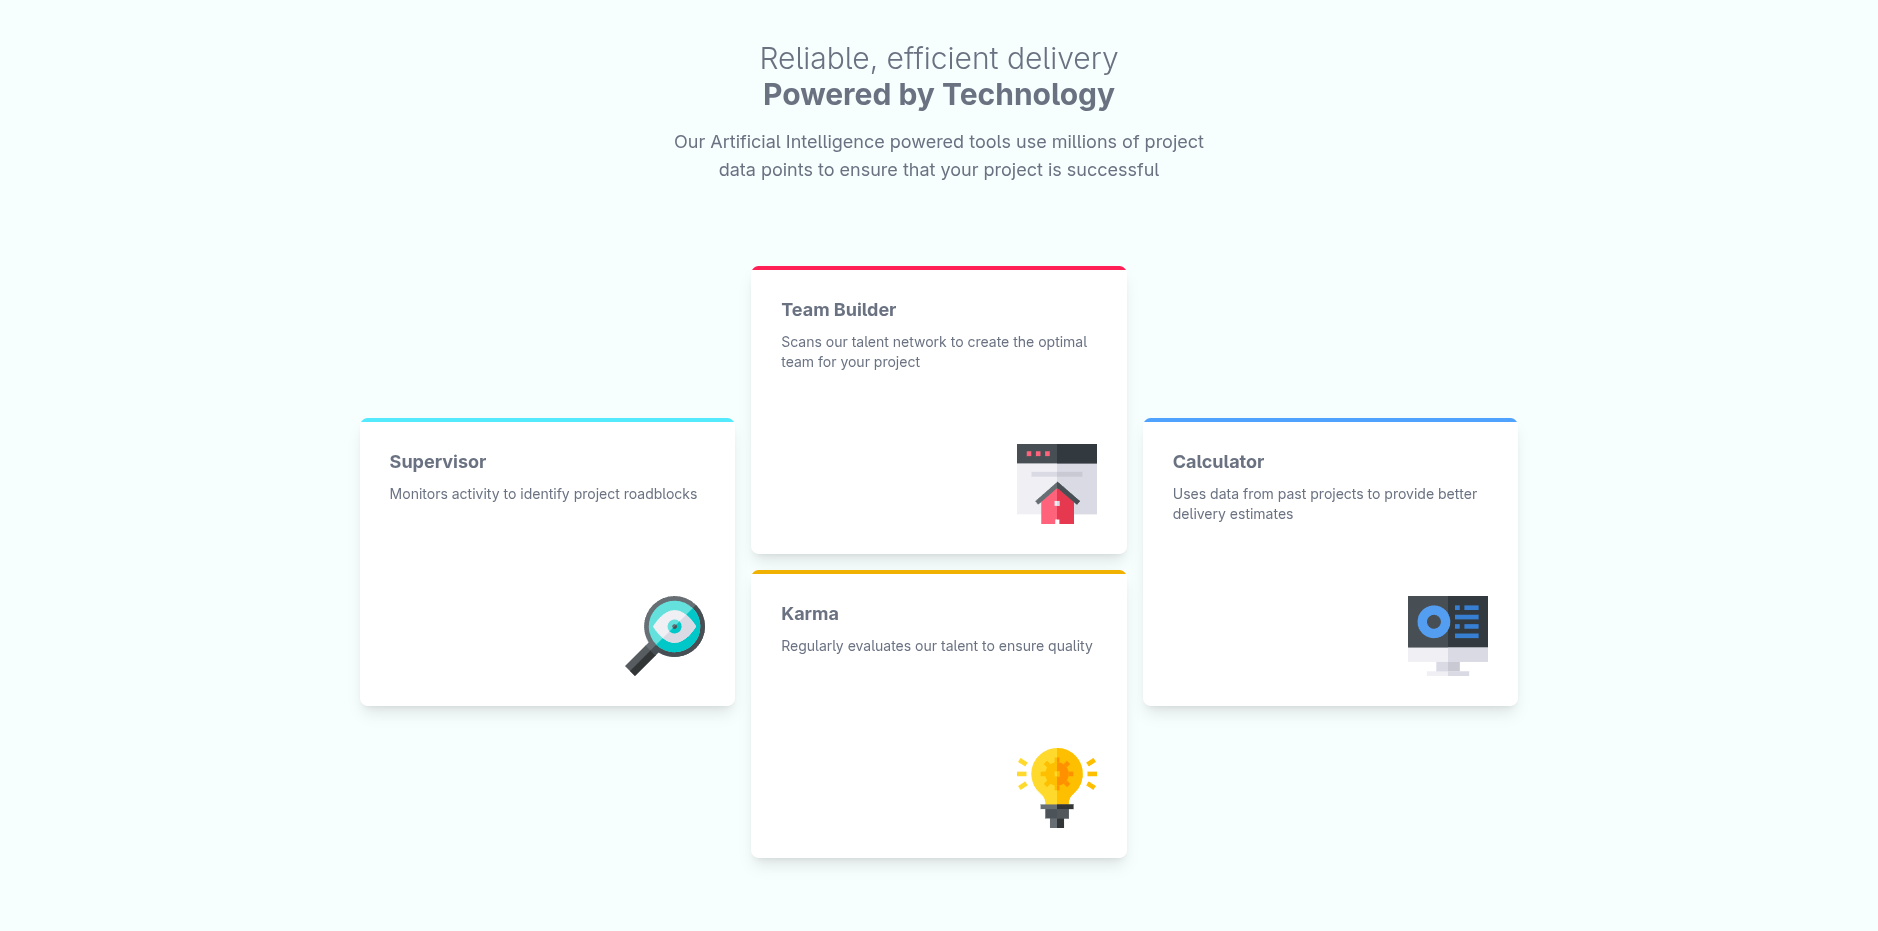 Reliable, efficient delivery
Powered by Technology
Our Artificial Intelligence powered tools use millions of project
data points to ensure that your project is successful
Supervisor
Monitors activity to identify project roadblocks
Team Builder
Scans our talent network to create the optimal
team for your project
Karma
Regularly evaluates our talent to ensure quality
Calculator
Uses data from past projects to provide better
delivery estimates